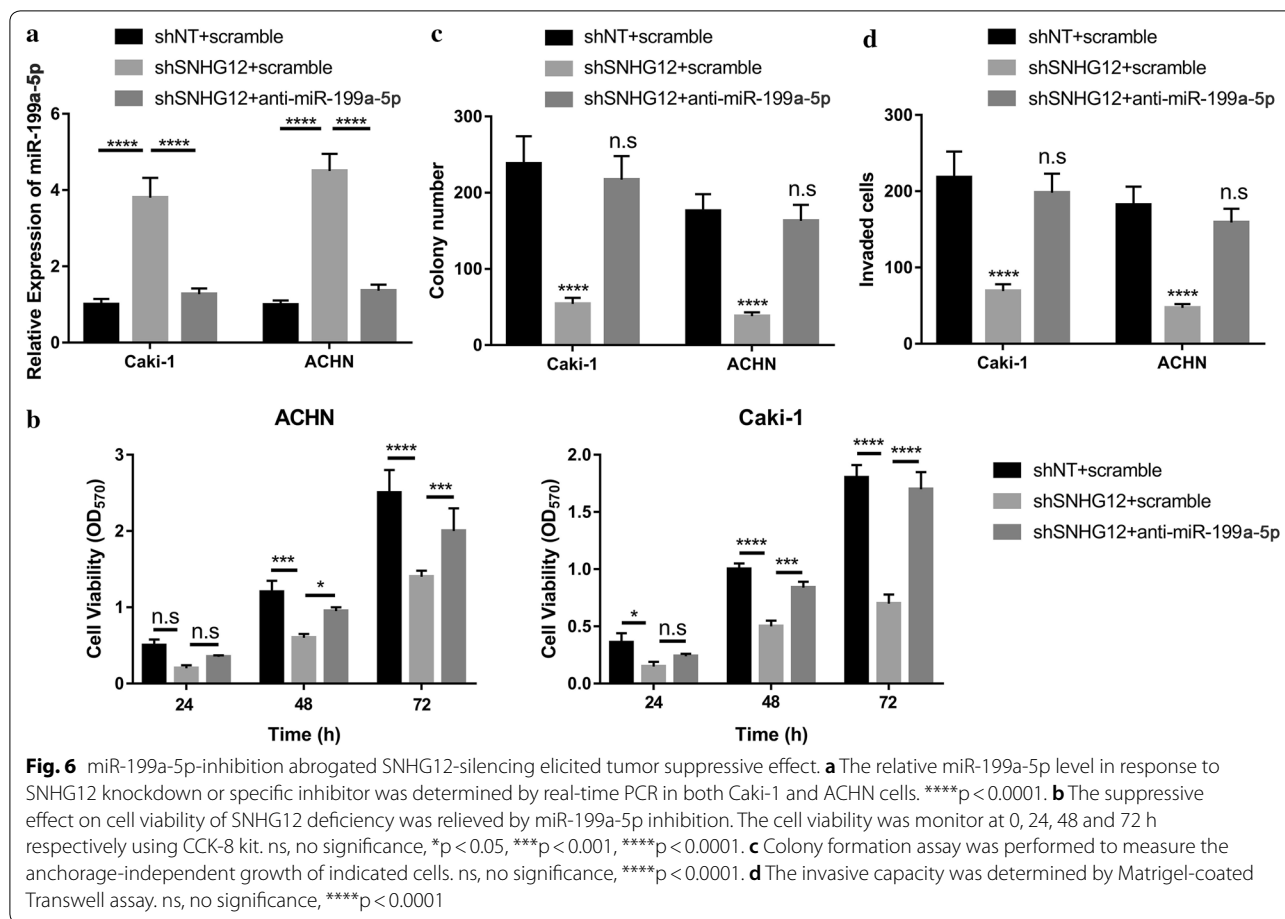 a
shNT+scramble
shSNHG12+scramble
shSNHG12+anti-miR-199a-5p
Relative Expression of miR-199a-5p
6
4
2
0
**** ****
**** ****
Caki-1 ACHN
c
shNT+scramble
shSNHG12+scramble
shSNHG12+anti-miR-199a-5p
Colony number
300
200
100
0
n.s
n.s
****
****
Caki-1 ACHN
d
shNT+scramble
shSNHG12+scramble
shSNHG12+anti-miR-199a-5p
Invaded cells
300
200
100
0
n.s
n.s
****
****
Caki-1 ACHN
b
ACHN
Cell Viability (OD570)
3
2
1
0
n.s n.s
*** *
**** ***
24 48 72
Time (h)
Caki-1
Cell Viability (OD570)
2.0
1.5
1.0
0.5
0.0
* n.s
**** ***
**** ****
24 48 72
Time (h)
shNT+scramble
shSNHG12+scramble
shSNHG12+anti-miR-199a-5p
Fig. 6 miR-199a-5p-inhibition abrogated SNHG12-silencing elicited tumor suppressive effect. a The relative miR-199a-5p level in response to
SNHG12 knockdown or specific inhibitor was determined by real-time PCR in both Caki-1 and ACHN cells. ****p < 0.0001. b The suppressive
effect on cell viability of SNHG12 deficiency was relieved by miR-199a-5p inhibition. The cell viability was monitor at 0, 24, 48 and 72 h
respectively using CCK-8 kit. ns, no significance, *p < 0.05, ***p < 0.001, ****p < 0.0001. c Colony formation assay was performed to measure the
anchorage-independent growth of indicated cells. ns, no significance, ****p < 0.0001. d The invasive capacity was determined by Matrigel-coated
Transwell assay. ns, no significance, ****p < 0.0001